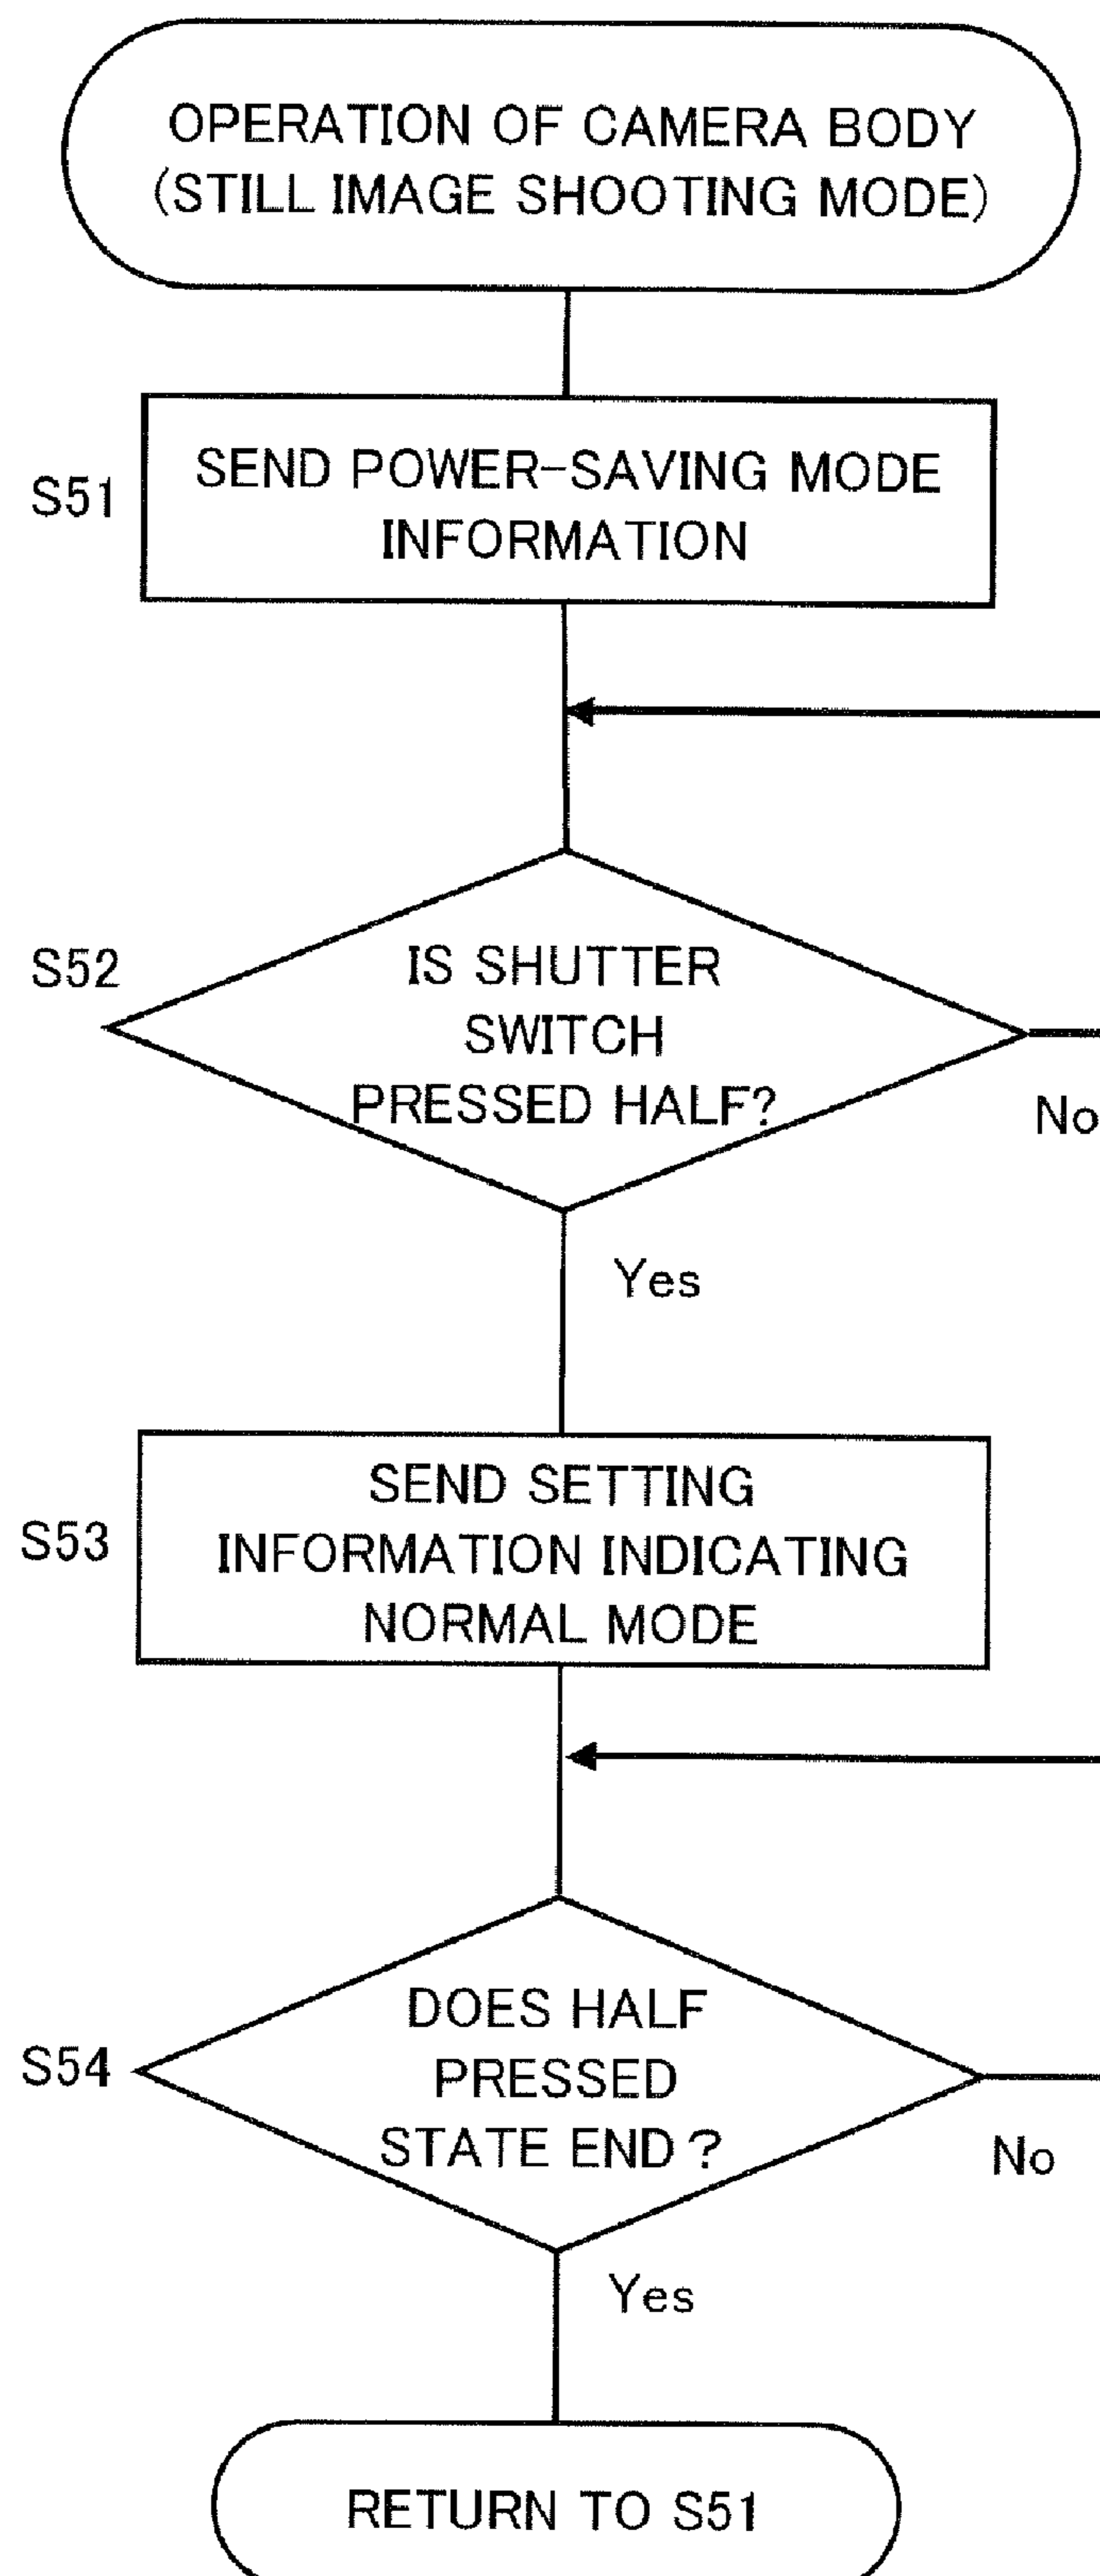 OPERATION OF CAMERA BODY
(STILL IMAGE SHOOTING MODE)
S51
SEND POWER-SAVING MODE
INFORMATION
S52
IS SHUTTER
SWITCH
PRESSED HALF?
No
Yes
S53
SEND SETTING
INFORMATION INDICATING
NORMAL MODE
S54
DOES HALF
PRESSED
STATE END ?
No
Yes
RETURN TO S51